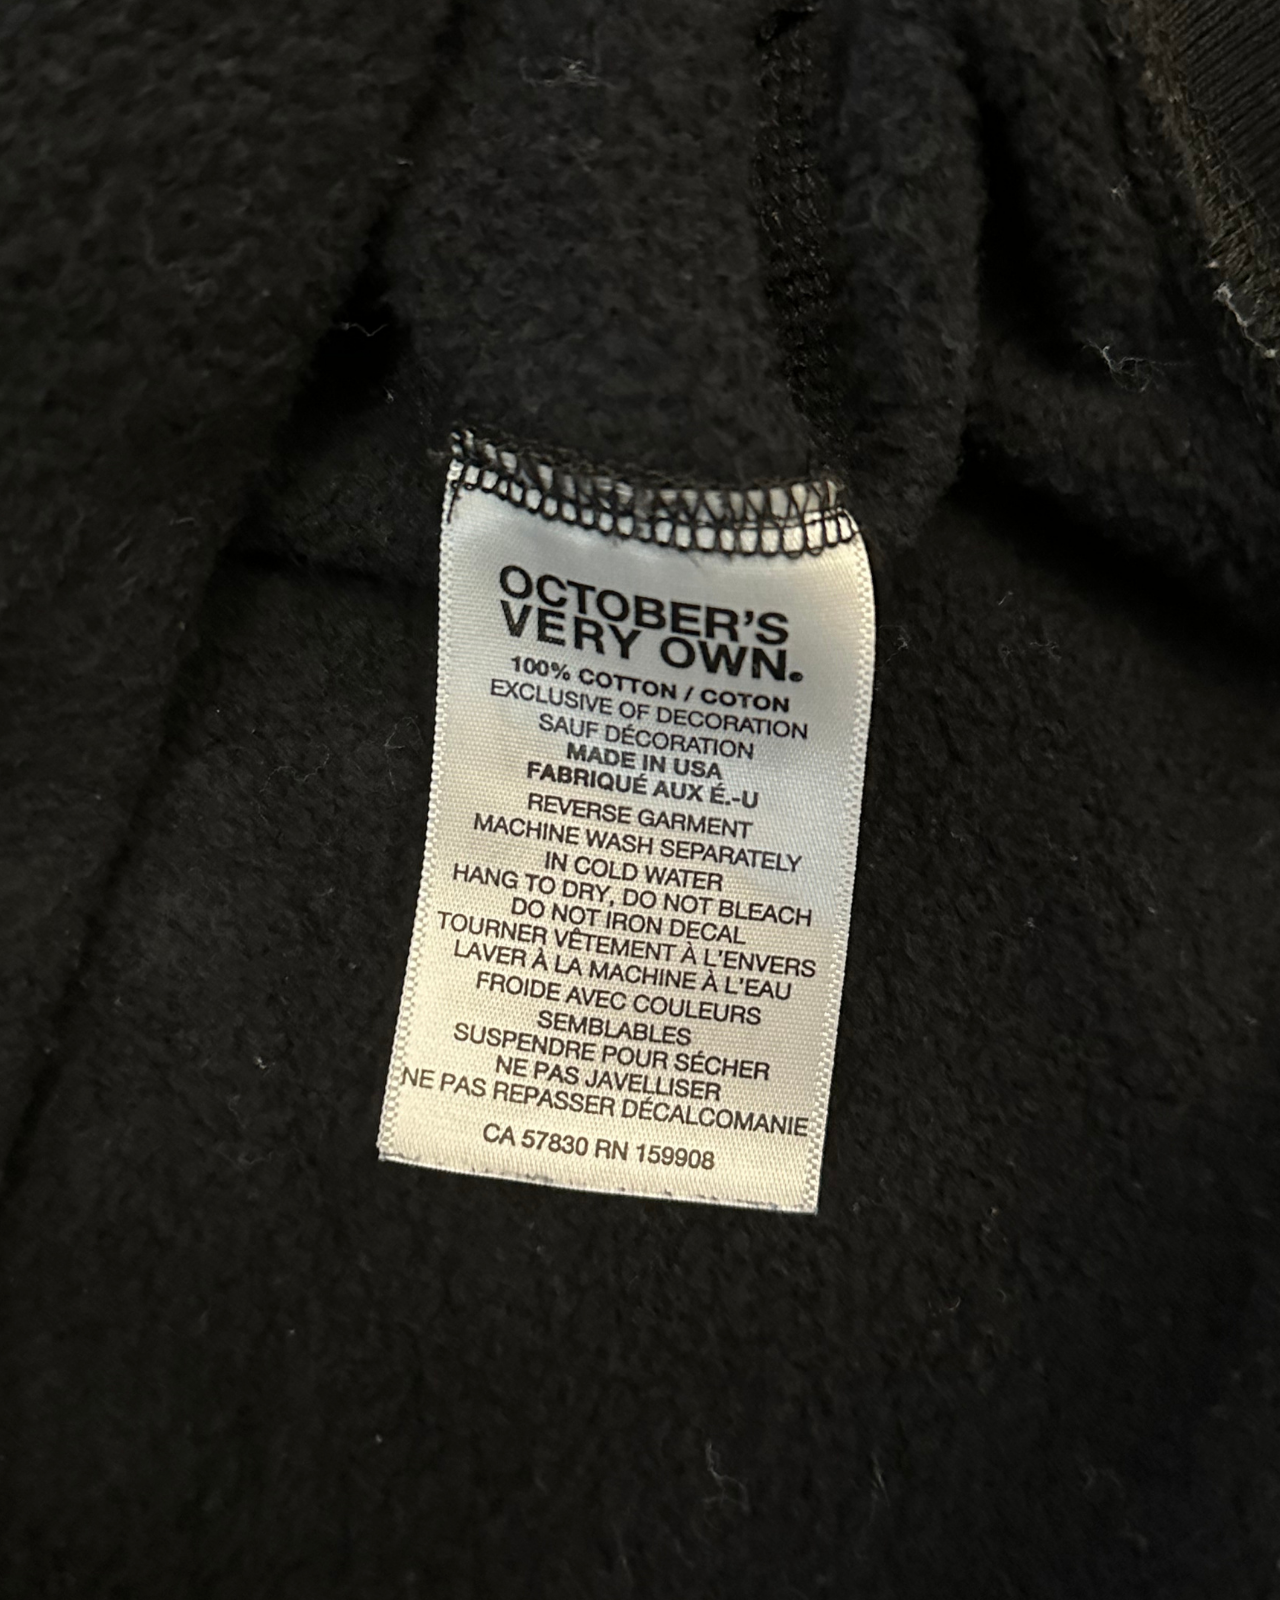 OCTOBER'S
VERY OWN.
100% COTTON / COTON
EXCLUSIVE OF DECORATION
SAUF DÉCORATION
MADE IN USA
FABRIQUÉ AUX É.-U
REVERSE GARMENT
MACHINE WASH SEPARATELY
IN COLD WATER
HANG TO DRY, DO NOT BLEACH
DO NOT IRON DECAL
TOURNER VÊTEMENT À L'ENVERS
LAVER À LA MACHINE À L'EAU
FROIDE AVEC COULEURS
SEMBLABLES
SUSPENDRE POUR SÉCHER
NE PAS JAVELLISER
NE PAS REPASSER DÉCALCOMANIE
CA 57830 RN 159908